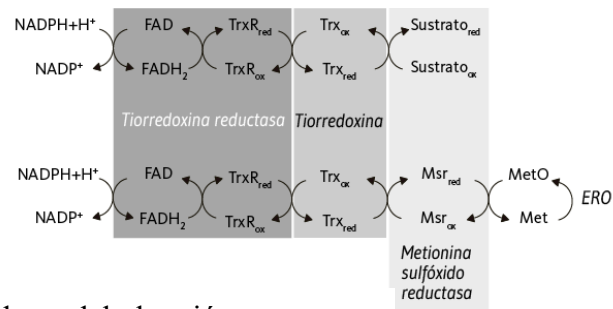 NADPH+H⁺ FAD TrxR_red Trx_ox Sustrato_red
NADP⁺ FADH₂ TrxR_ox Trx_red Sustrato_ox
Tiorredoxina reductasa Tiorredoxina
NADPH+H⁺ FAD TrxR_red Trx_ox Msr_red MetO
ERO
NADP⁺ FADH₂ TrxR_ox Trx_red Msr_ox Met
Metionina
sulfóxido
reductasa